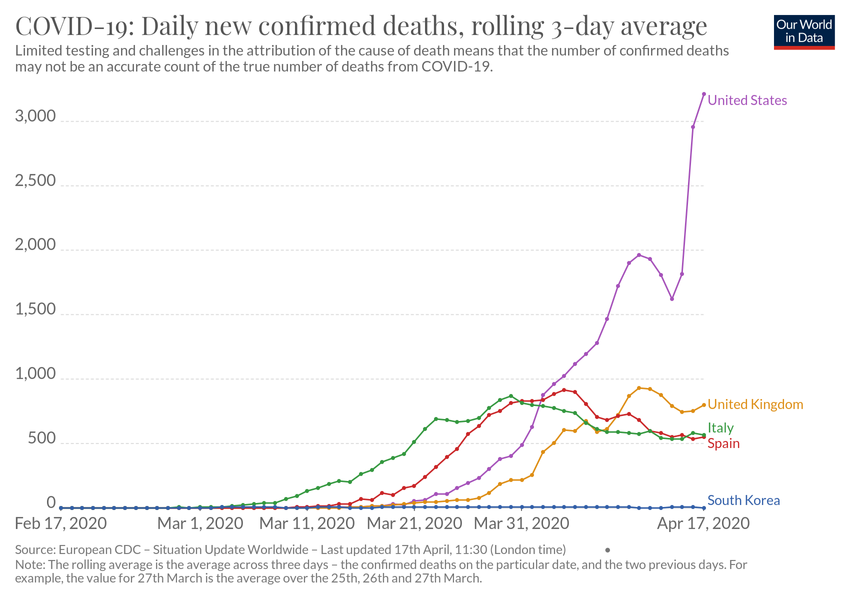 COVID-19: Daily new confirmed deaths, rolling 3-day average
Our World
in Data
Limited testing and challenges in the attribution of the cause of death means that the number of confirmed deaths
may not be an accurate count of the true number of deaths from COVID-19.
3,000
2,500
2,000
1,500
1,000
500
0
United States
United Kingdom
Italy
Spain
South Korea
Feb 17, 2020
Mar 1, 2020
Mar 11, 2020
Mar 21, 2020
Mar 31, 2020
Apr 17, 2020
Source: European CDC – Situation Update Worldwide – Last updated 17th April, 11:30 (London time)
Note: The rolling average is the average across three days – the confirmed deaths on the particular date, and the two previous days. For
example, the value for 27th March is the average over the 25th, 26th and 27th March.